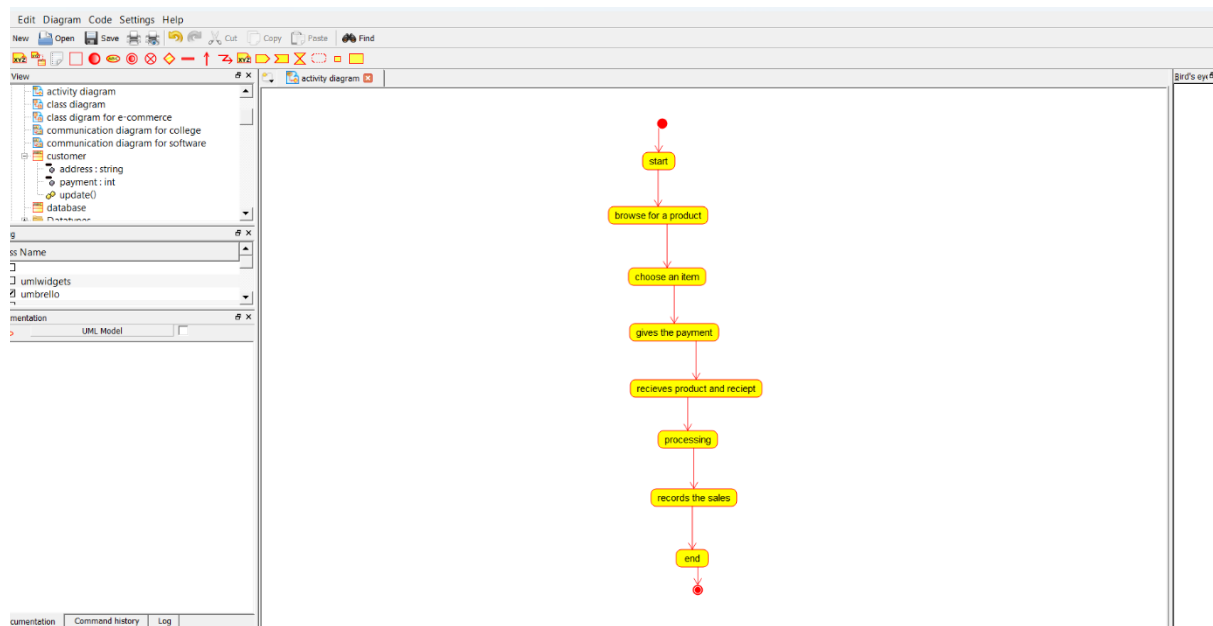 Edit Diagram Code Settings Help
New Open Save Cut Copy Paste Find
View
activity diagram
Bird's eye
activity diagram
class diagram
class digram for e-commerce
communication diagram for college
communication diagram for software
customer
address : string
payment : int
update()
database
Datatypes
g
ss Name
umlwidgets
umbrello
mentation
UML Model
start
browse for a product
choose an item
gives the payment
recieves product and reciept
processing
records the sales
end
cumentation Command history Log